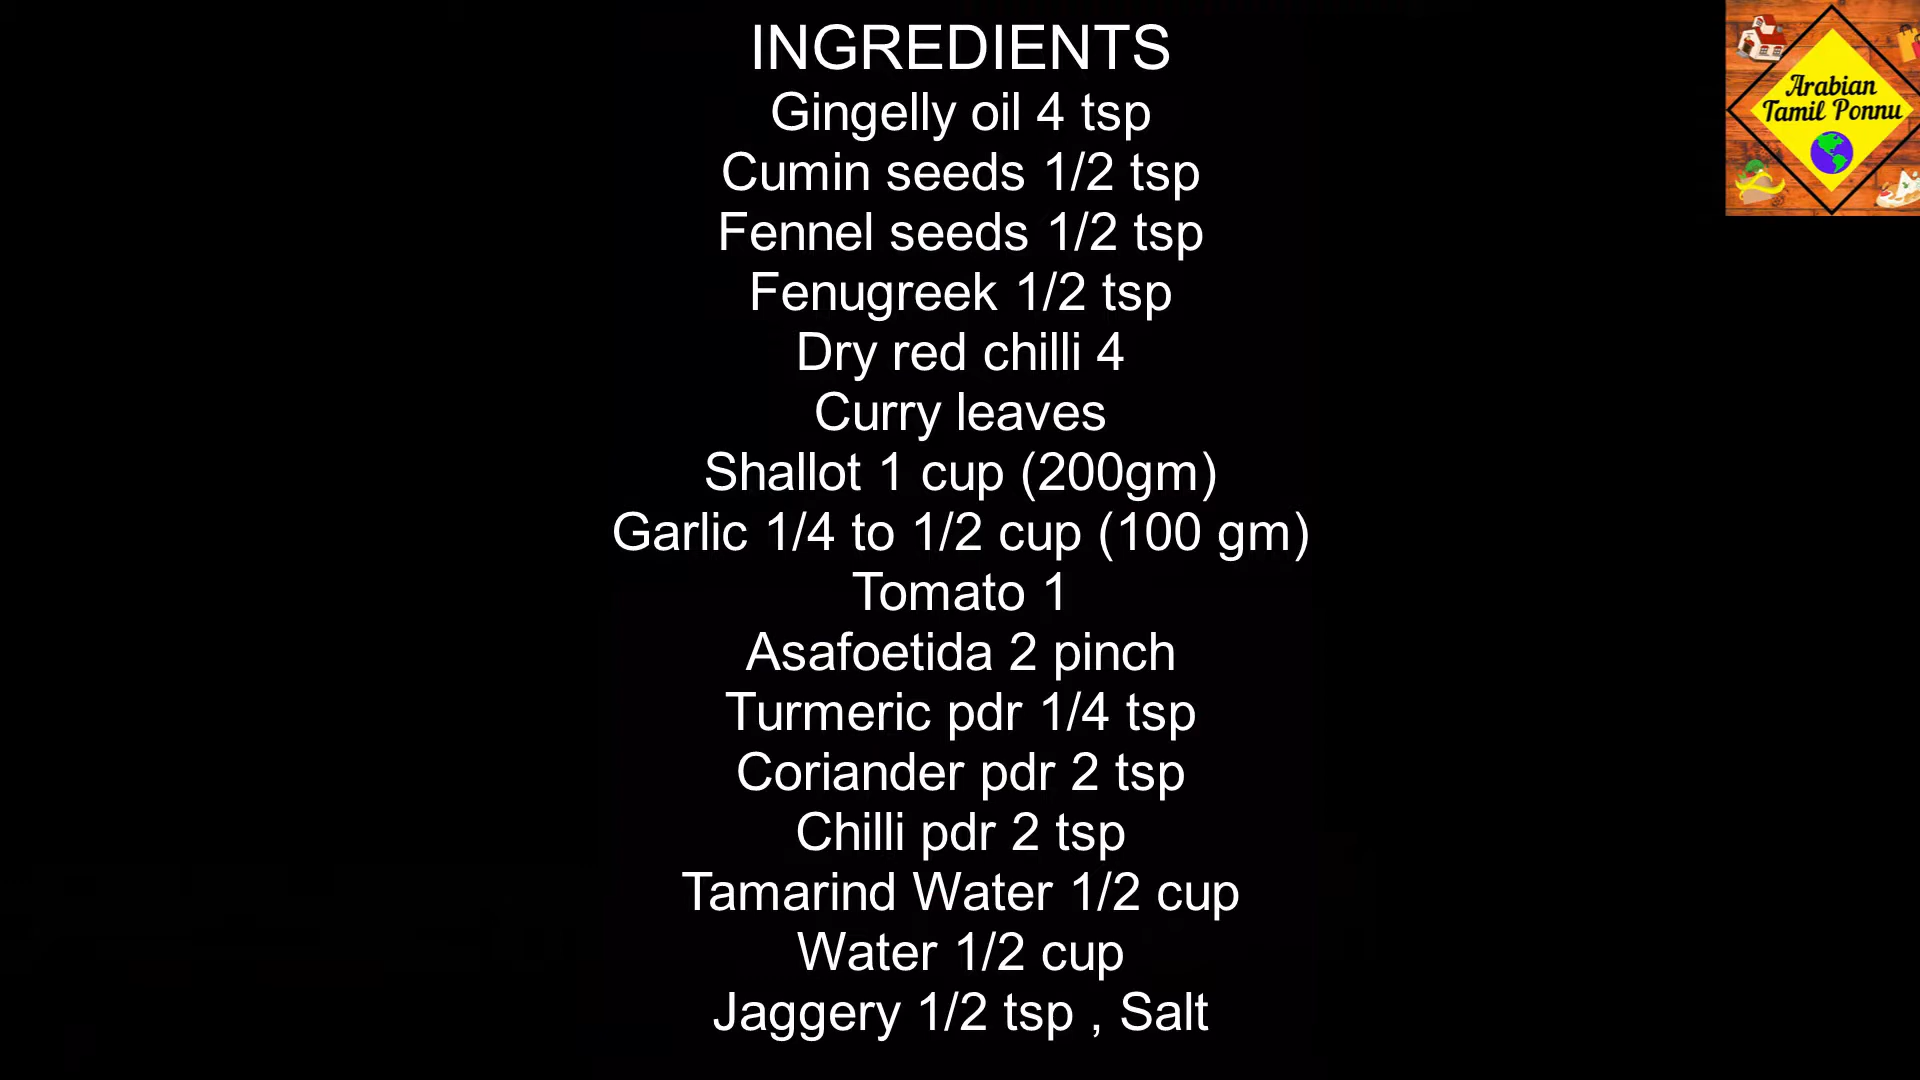 INGREDIENTS
Gingelly oil 4 tsp
Cumin seeds 1/2 tsp
Fennel seeds 1/2 tsp
Fenugreek 1/2 tsp
Dry red chilli 4
Curry leaves
Shallot 1 cup (200gm)
Garlic 1/4 to 1/2 cup (100 gm)
Tomato 1
Asafoetida 2 pinch
Turmeric pdr 1/4 tsp
Coriander pdr 2 tsp
Chilli pdr 2 tsp
Tamarind Water 1/2 cup
Water 1/2 cup
Jaggery 1/2 tsp , Salt
Arabian
Tamil Ponnu